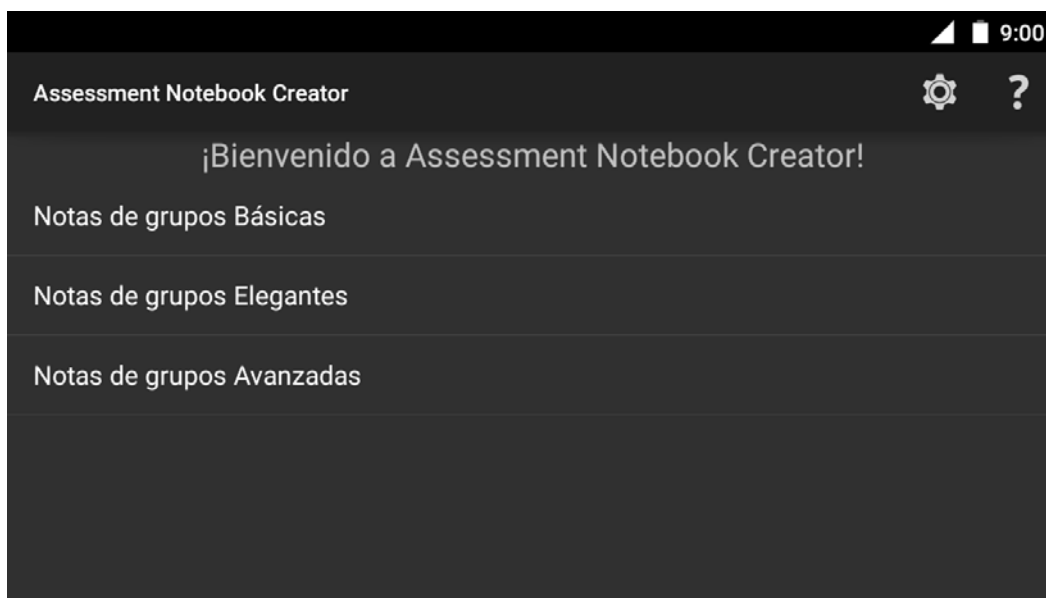 9:00
Assessment Notebook Creator
?
¡Bienvenido a Assessment Notebook Creator!
Notas de grupos Básicas
Notas de grupos Elegantes
Notas de grupos Avanzadas